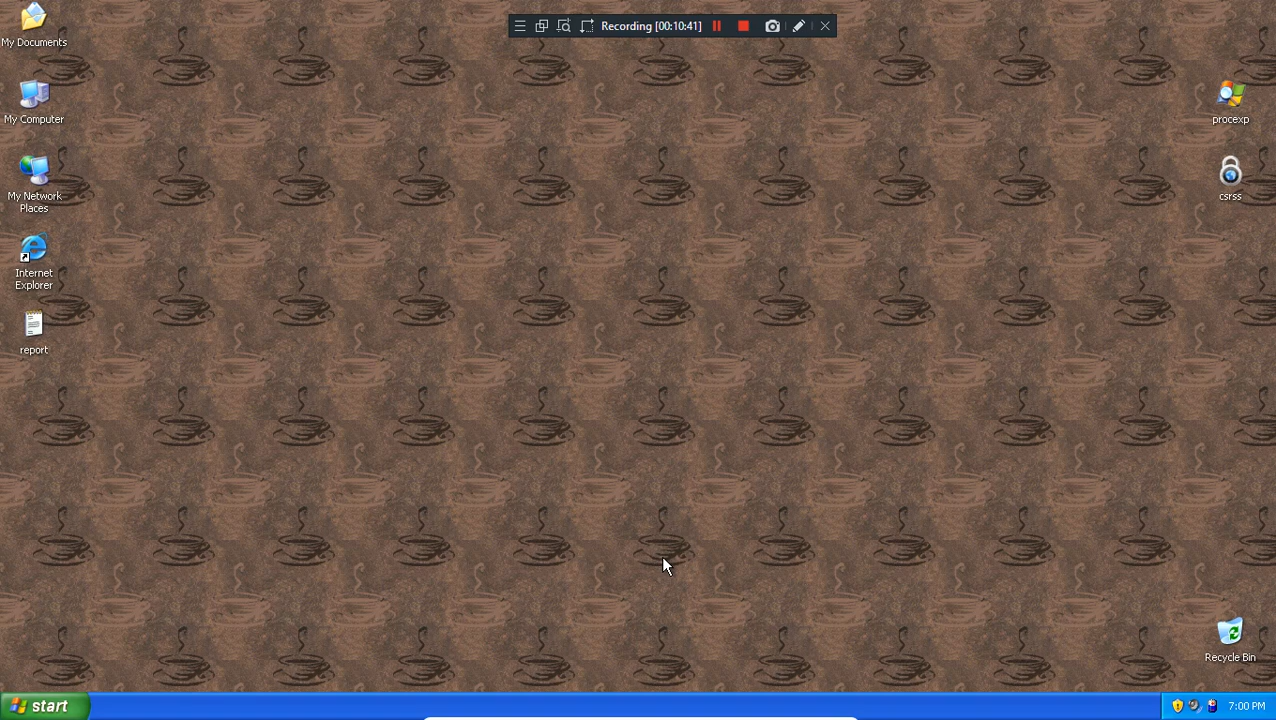 Recording [00:10:41]
My Documents
My Computer
My Network
Places
Internet
Explorer
report
procexp
csrss
Recycle Bin
start
7:00 PM